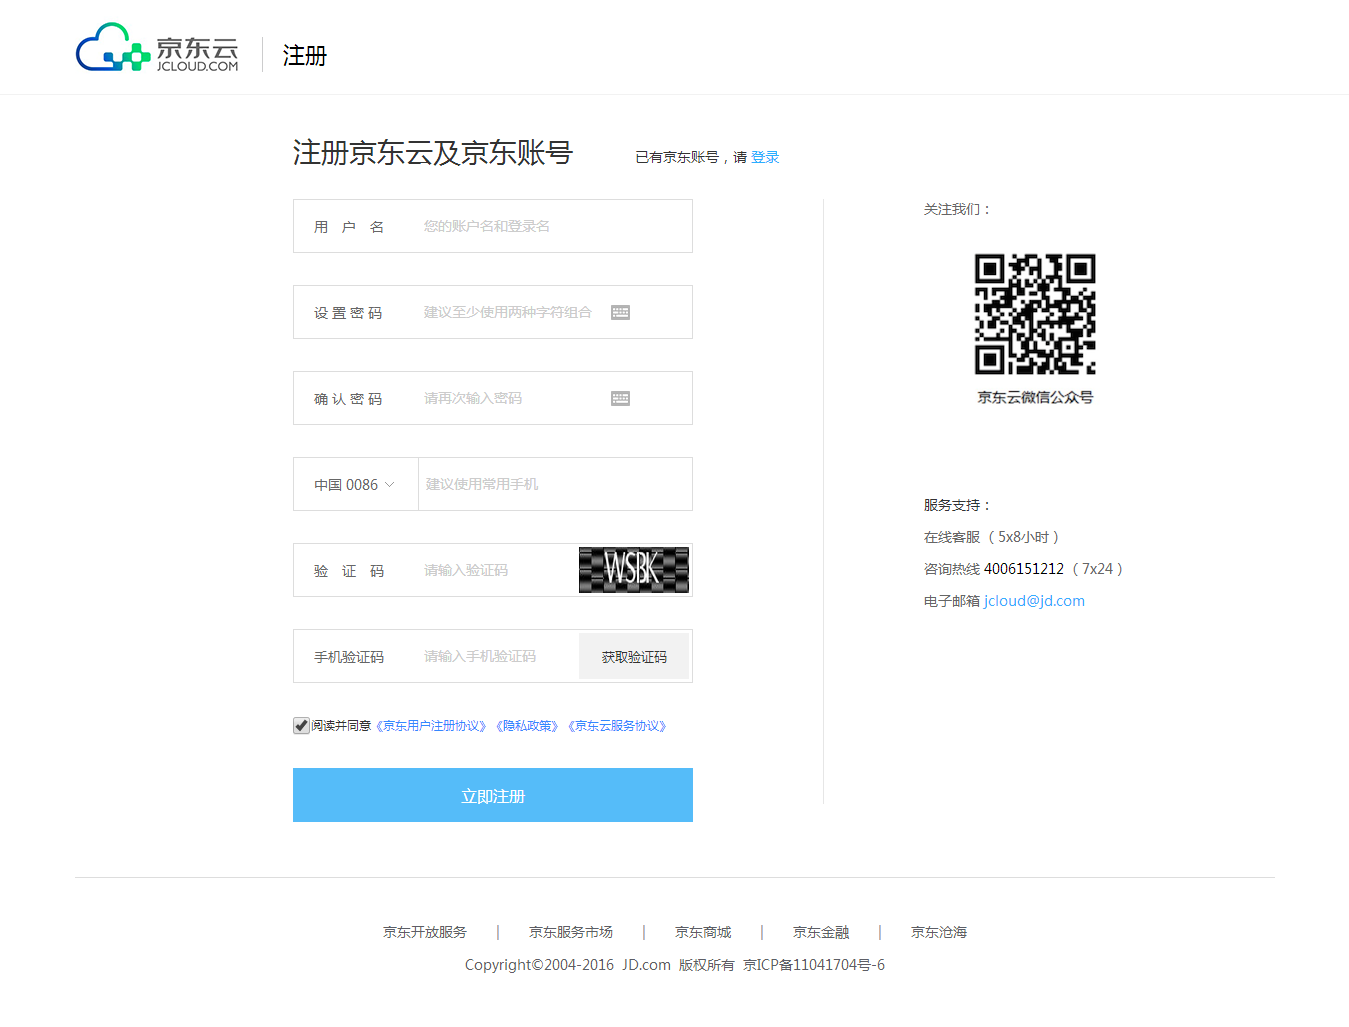 京东云
JCLOUD.COM
注册
注册京东云及京东账号
已有京东账号，请 登录
用 户 名 您的账户名和登录名
设 置 密 码 建议至少使用两种字符组合
确 认 密 码 请再次输入密码
中国 0086 建议使用常用手机
验 证 码 请输入验证码 WSBK
手机验证码 请输入手机验证码 获取验证码
阅读并同意《京东用户注册协议》《隐私政策》《京东云服务协议》
立即注册
关注我们：
京东云微信公众号
服务支持：
在线客服（5x8小时）
咨询热线 4006151212（7x24）
电子邮箱 jcloud@jd.com
京东开放服务 | 京东服务市场 | 京东商城 | 京东金融 | 京东沧海
Copyright©2004-2016 JD.com 版权所有 京ICP备11041704号-6